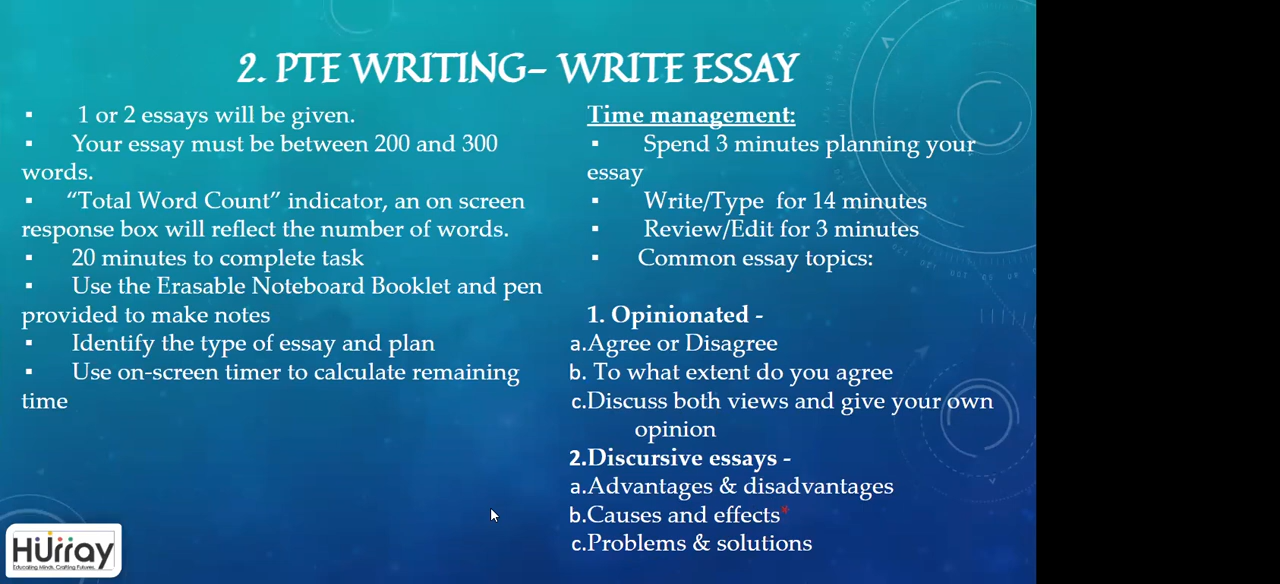 2. PTE WRITING– WRITE ESSAY
▪ 1 or 2 essays will be given.
▪ Your essay must be between 200 and 300
words.
▪ “Total Word Count” indicator, an on screen
response box will reflect the number of words.
▪ 20 minutes to complete task
▪ Use the Erasable Noteboard Booklet and pen
provided to make notes
▪ Identify the type of essay and plan
▪ Use on-screen timer to calculate remaining
time
Time management:
▪ Spend 3 minutes planning your
essay
▪ Write/Type for 14 minutes
▪ Review/Edit for 3 minutes
▪ Common essay topics:
1. Opinionated -
a.Agree or Disagree
b. To what extent do you agree
c.Discuss both views and give your own
opinion
2.Discursive essays -
a.Advantages & disadvantages
b.Causes and effects*
c.Problems & solutions
Hurray
Educating Minds, Crafting Futures.